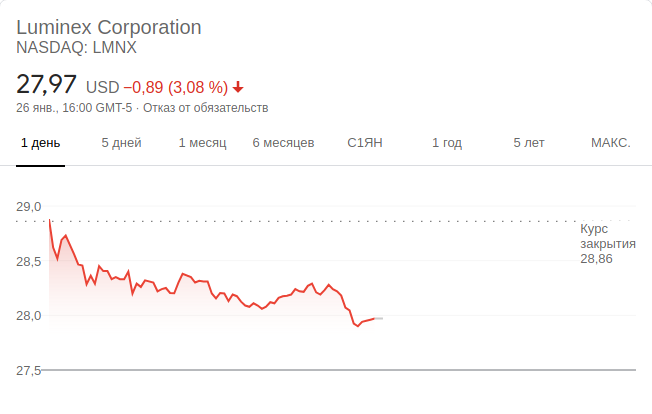 Luminex Corporation
NASDAQ: LMNX
27,97 USD −0,89 (3,08 %)
26 янв., 16:00 GMT-5 · Отказ от обязательств
1 день 5 дней 1 месяц 6 месяцев С1ЯН 1 год 5 лет МАКС.
29,0
Курс
закрытия
28,86
28,5
28,0
27,5